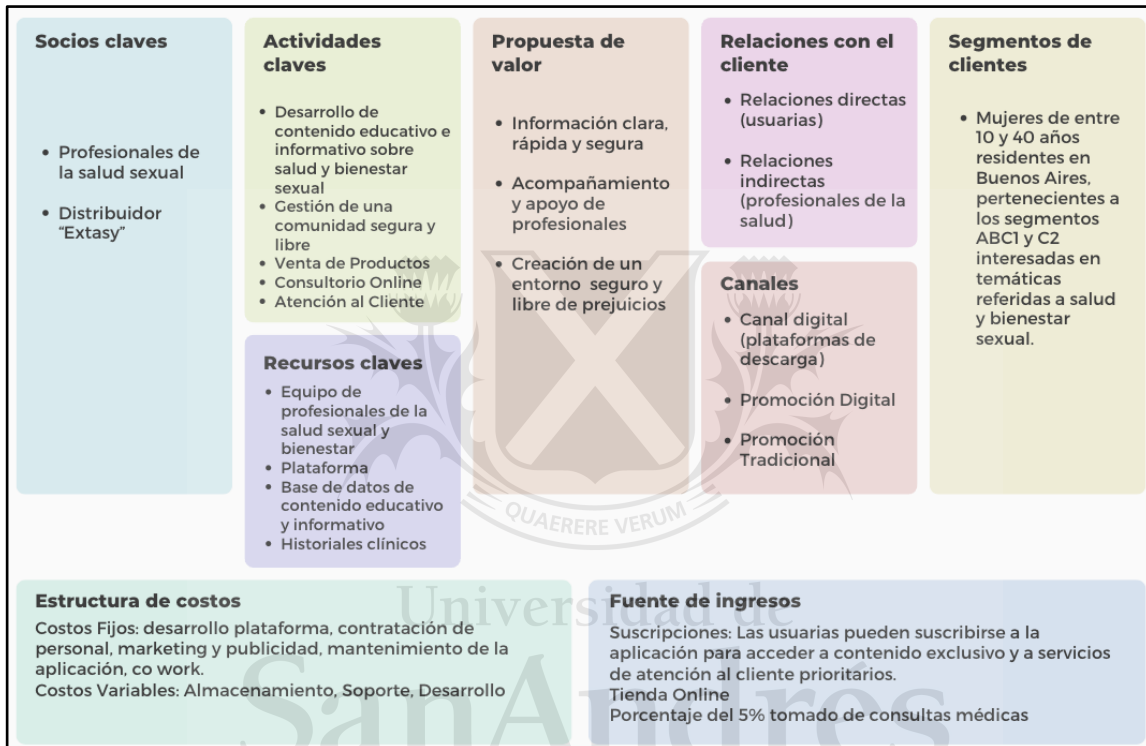 Socios claves
• Profesionales de
la salud sexual
• Distribuidor
“Extasy”
Actividades
claves
• Desarrollo de
contenido educativo e
informativo sobre
salud y bienestar
sexual
• Gestión de una
comunidad segura y
libre
• Venta de Productos
• Consultorio Online
• Atención al Cliente
Recursos claves
• Equipo de
profesionales de la
salud sexual y
bienestar
• Plataforma
• Base de datos de
contenido educativo
y informativo
• Historiales clínicos
Propuesta de
valor
• Información clara,
rápida y segura
• Acompañamiento
y apoyo de
profesionales
• Creación de un
entorno seguro y
libre de prejuicios
Relaciones con el
cliente
• Relaciones directas
(usuarias)
• Relaciones
indirectas
(profesionales de la
salud)
Canales
• Canal digital
(plataformas de
descarga)
• Promoción Digital
• Promoción
Tradicional
Segmentos de
clientes
• Mujeres de entre
10 y 40 años
residentes en
Buenos Aires,
pertenecientes a
los segmentos
ABC1 y C2
interesadas en
temáticas
referidas a salud
y bienestar
sexual.
QUAERERE VERUM
Universidad de
SanAndrés
Estructura de costos
Costos Fijos: desarrollo plataforma, contratación de
personal, marketing y publicidad, mantenimiento de la
aplicación, co work.
Costos Variables: Almacenamiento, Soporte, Desarrollo
Fuente de ingresos
Suscripciones: Las usuarias pueden suscribirse a la
aplicación para acceder a contenido exclusivo y a servicios
de atención al cliente prioritarios.
Tienda Online
Porcentaje del 5% tomado de consultas médicas